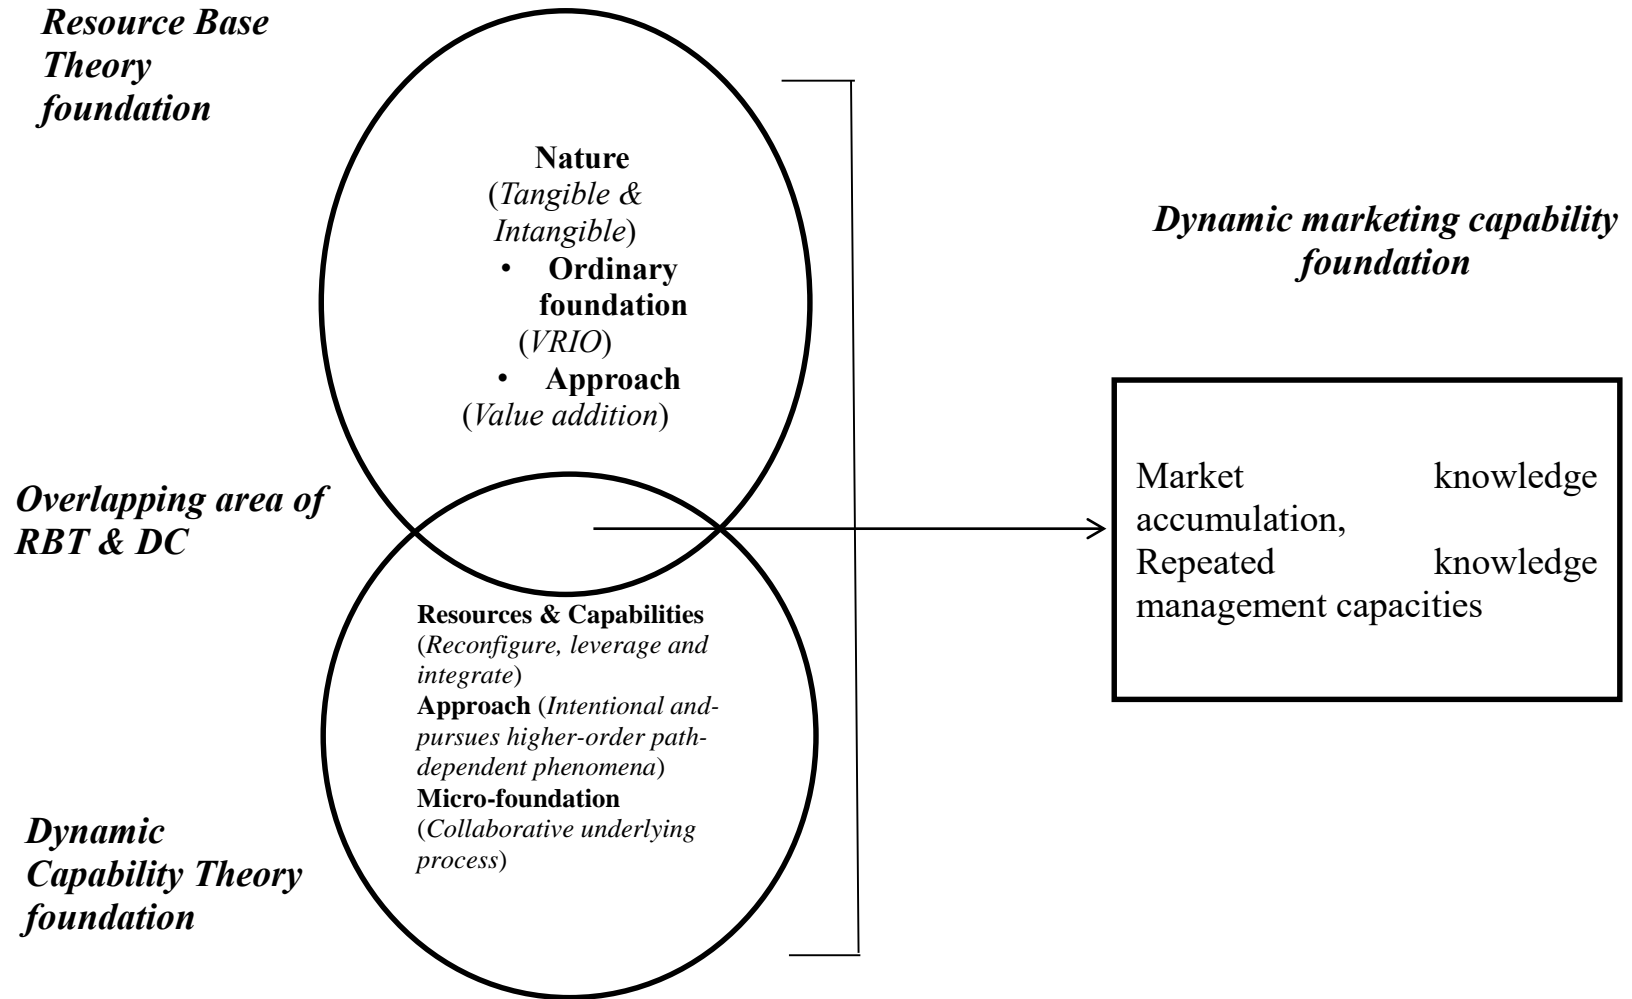 Resource Base
Theory
foundation
Nature
(Tangible &
Intangible)
• Ordinary
foundation
(VRIO)
• Approach
(Value addition)
Dynamic marketing capability
foundation
Overlapping area of
RBT & DC
Market knowledge
accumulation,
Repeated knowledge
management capacities
Resources & Capabilities
(Reconfigure, leverage and
integrate)
Approach (Intentional and-
pursues higher-order path-
dependent phenomena)
Micro-foundation
(Collaborative underlying
process)
Dynamic
Capability Theory
foundation